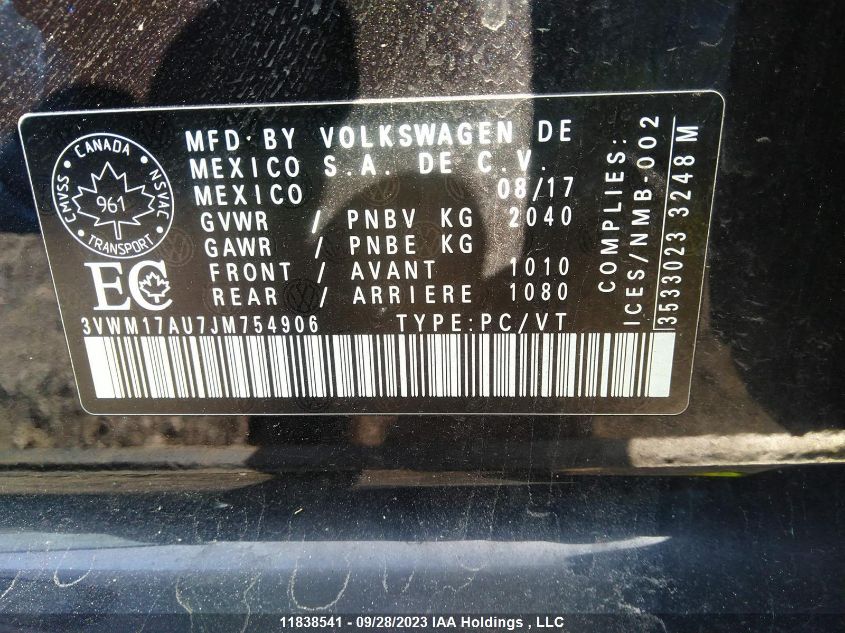 CANADA
CMVSS
NSVAC
961
TRANSPORT
EC
MFD BY VOLKSWAGEN DE
MEXICO S.A. DE C.V.
MEXICO 08/17
GVWR / PNBV KG 2040
GAWR / PNBE KG
FRONT / AVANT 1010
REAR / ARRIERE 1080
3VWM17AU7JM754906 TYPE:PC/VT
COMPLIES:
ICES/NMB-002
3533023 3248 M
11838541 - 09/28/2023 IAA Holdings , LLC